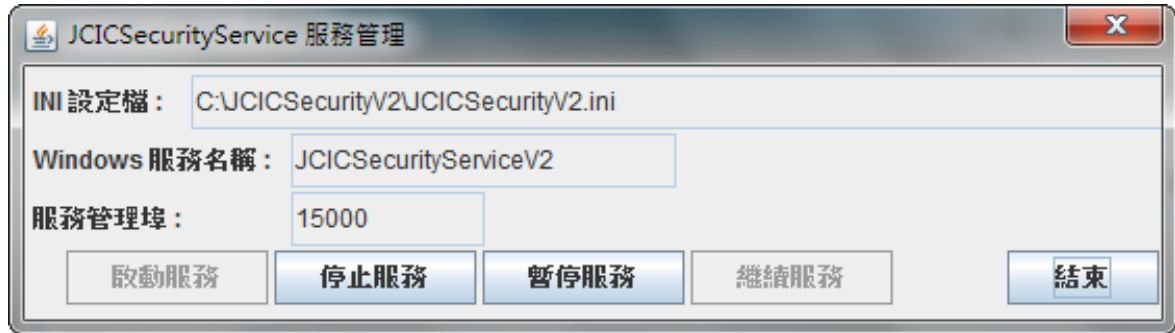 JCICSecurityService 服務管理
INI 設定檔： C:\JCICSecurityV2\JCICSecurityV2.ini
Windows 服務名稱： JCICSecurityServiceV2
服務管理埠： 15000
啟動服務 停止服務 暫停服務 繼續服務 結束